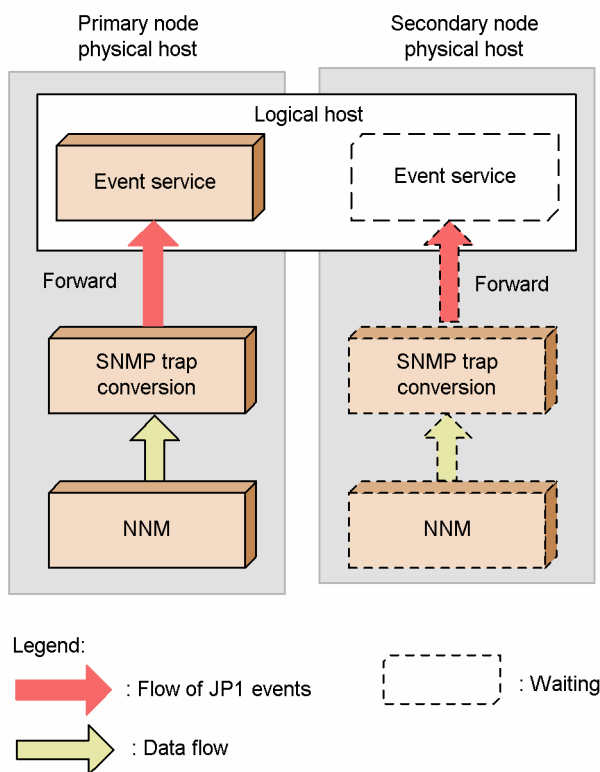 Primary node
physical host
Secondary node
physical host
Logical host
Event service
Event service
Forward
Forward
SNMP trap
conversion
SNMP trap
conversion
NNM
NNM
Legend:
: Flow of JP1 events
: Waiting
: Data flow